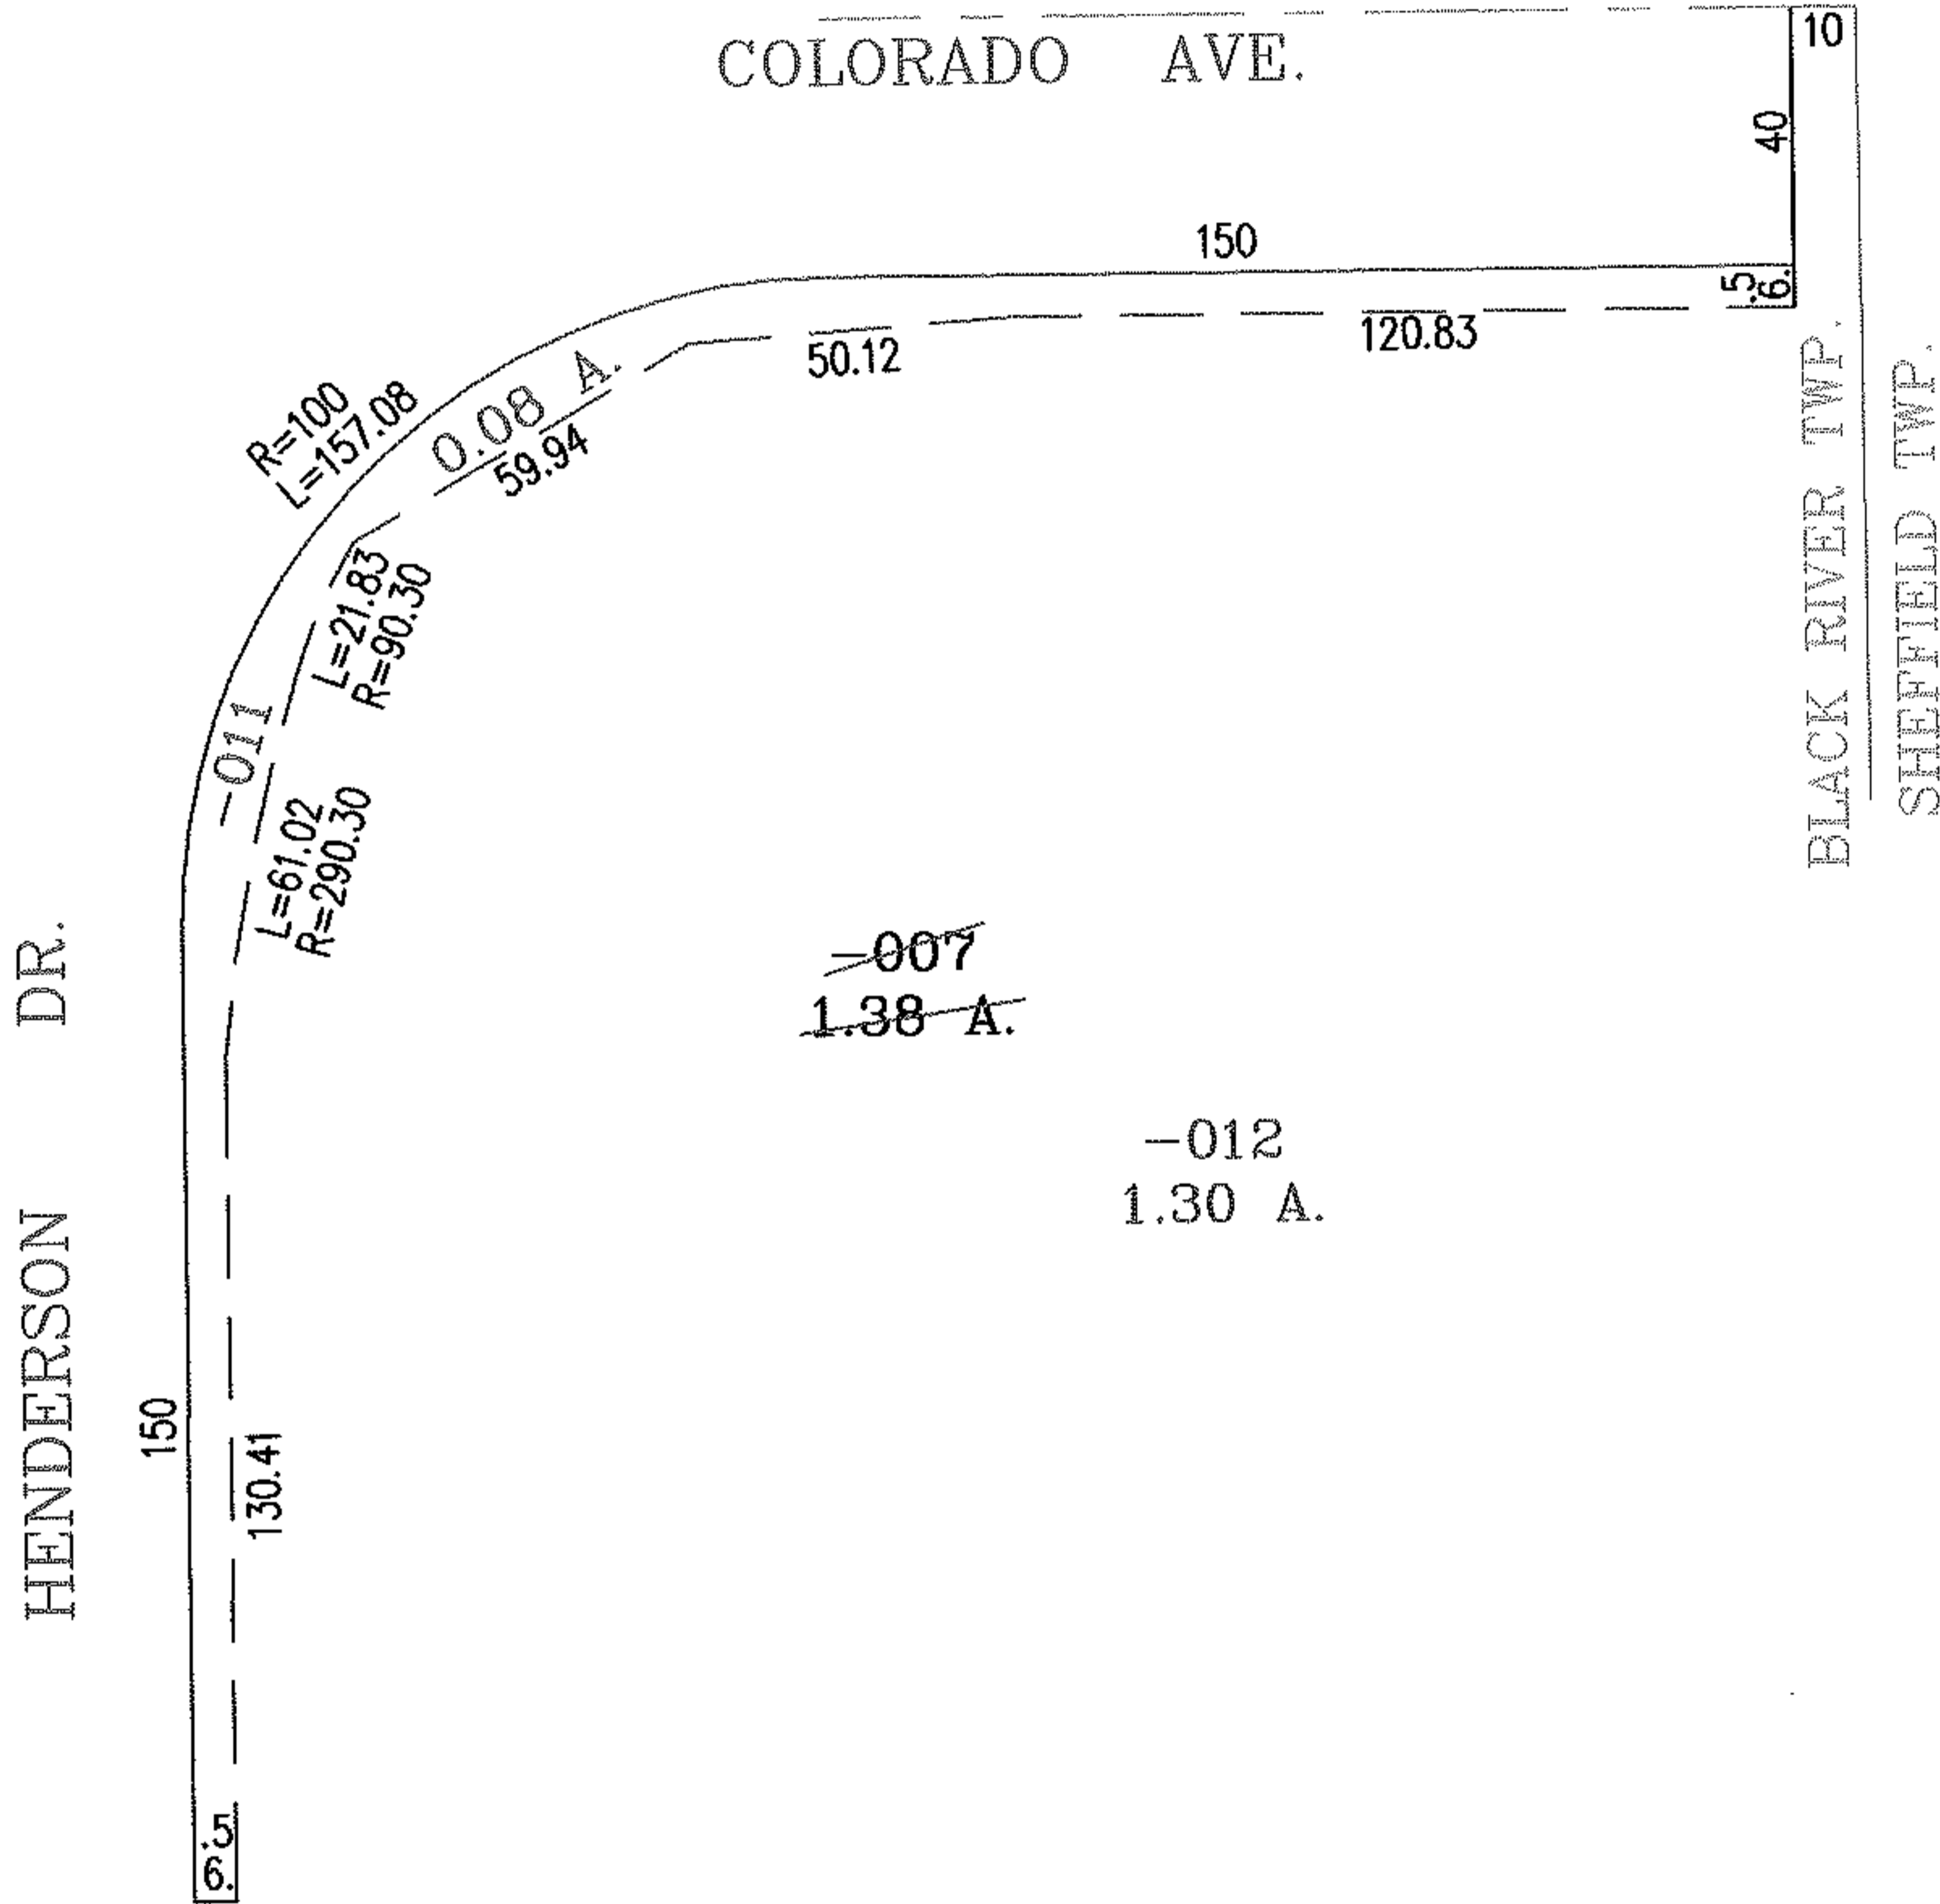 10
COLORADO AVE.
40
150
.5
6.
120.83
50.12
BLACK RIVER TWP.
SHEFFIELD TWP.
R=100
L=157.08
0.08 A.
59.94
L=21.83
R=90.30
-011
L=61.02
R=290.30
HENDERSON DR.
-007
1.38 A.
-012
1.30 A.
150
130.41
.5
6.